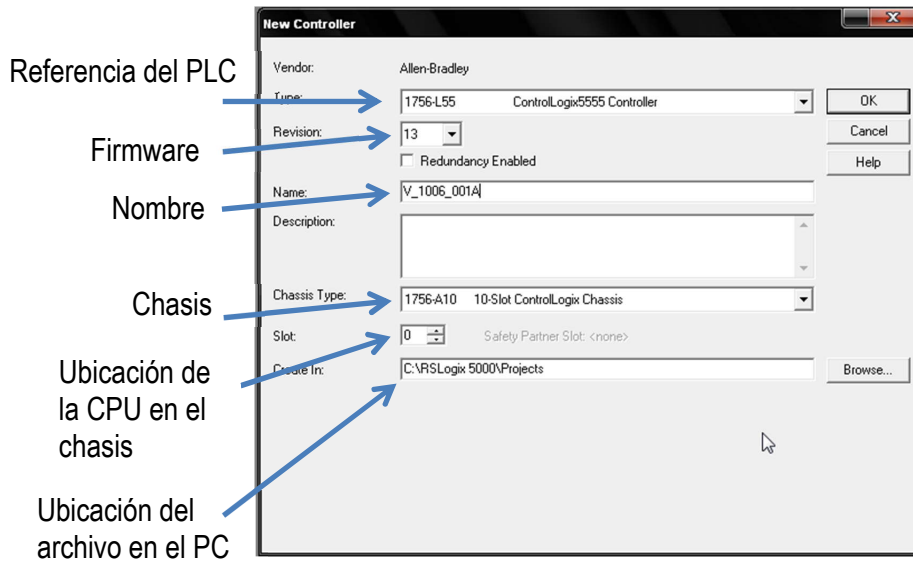 New Controller
Referencia del PLC
Vendor: Allen-Bradley
Type: 1756-L55 ControlLogix5555 Controller OK
Firmware
Revision: 13 Cancel
Redundancy Enabled Help
Nombre
Name: V_1006_001A
Description:
Chasis
Chassis Type: 1756-A10 10-Slot ControlLogix Chassis
Slot: 0 Safety Partner Slot: <none>
Ubicación de
la CPU en el
chasis
Create In: C:\RSLogix 5000\Projects Browse...
Ubicación del
archivo en el PC